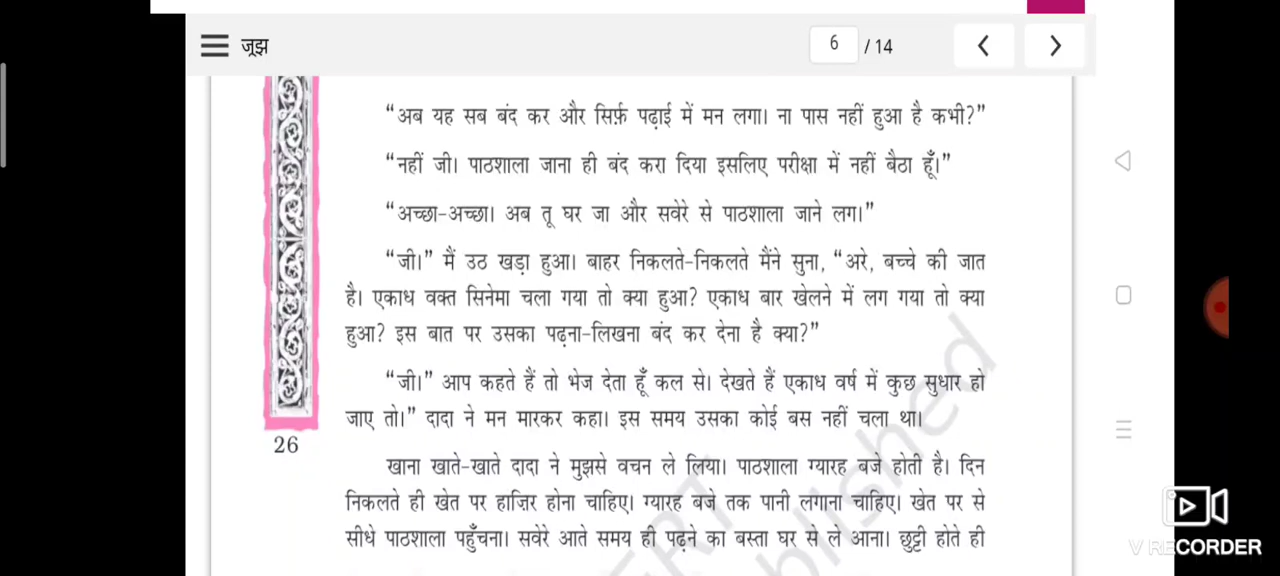 जूझ
6 / 14
“अब यह सब बंद कर और सिर्फ़ पढ़ाई में मन लगा। ना पास नहीं हुआ है कभी?”
“नहीं जी। पाठशाला जाना ही बंद करा दिया इसलिए परीक्षा में नहीं बैठा हूँ।”
“अच्छा-अच्छा। अब तू घर जा और सवेरे से पाठशाला जाने लग।”
“जी।” मैं उठ खड़ा हुआ। बाहर निकलते-निकलते मैंने सुना, “अरे, बच्चे की जात
है। एकाध वक्त सिनेमा चला गया तो क्या हुआ? एकाध बार खेलने में लग गया तो क्या
हुआ? इस बात पर उसका पढ़ना-लिखना बंद कर देना है क्या?”
“जी।” आप कहते हैं तो भेज देता हूँ कल से। देखते हैं एकाध वर्ष में कुछ सुधार हो
जाए तो।” दादा ने मन मारकर कहा। इस समय उसका कोई बस नहीं चला था।
26
खाना खाते-खाते दादा ने मुझसे वचन ले लिया। पाठशाला ग्यारह बजे होती है। दिन
निकलते ही खेत पर हाज़िर होना चाहिए। ग्यारह बजे तक पानी लगाना चाहिए। खेत पर से
सीधे पाठशाला पहुँचना। सवेरे आते समय ही पढ़ने का बस्ता घर से ले आना। छुट्टी होते ही
published
V RECORDER